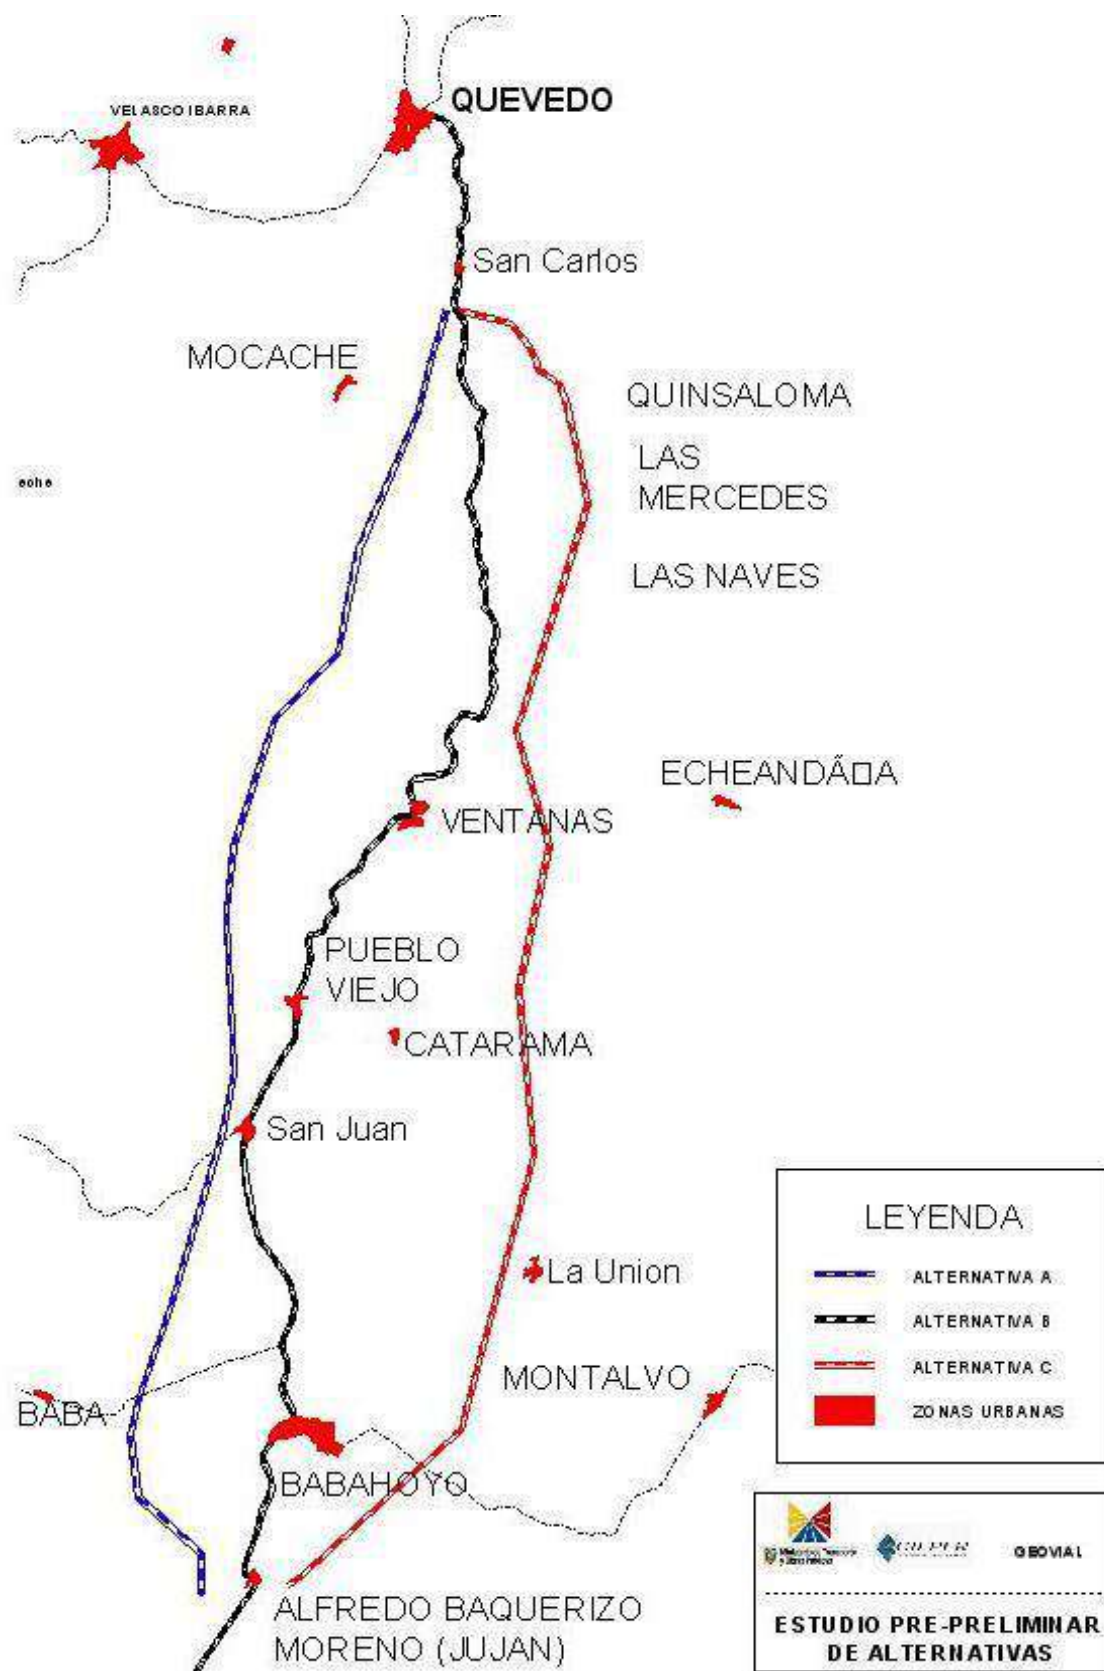 QUEVEDO
VELASCO IBARRA
San Carlos
MOCACHE
QUINSALOMA
LAS
MERCEDES
eche
LAS NAVES
ECHEANDÃ□A
VENTANAS
PUEBLO
VIEJO
CATARAMA
San Juan
LEYENDA
La Union
ALTERNATIVA A
ALTERNATIVA B
ALTERNATIVA C
ZONAS URBANAS
MONTALVO
BABA
BABAHOYO
GEOVIAL
ALFREDO BAQUERIZO
MORENO (JUJAN)
ESTUDIO PRE-PRELIMINAR
DE ALTERNATIVAS